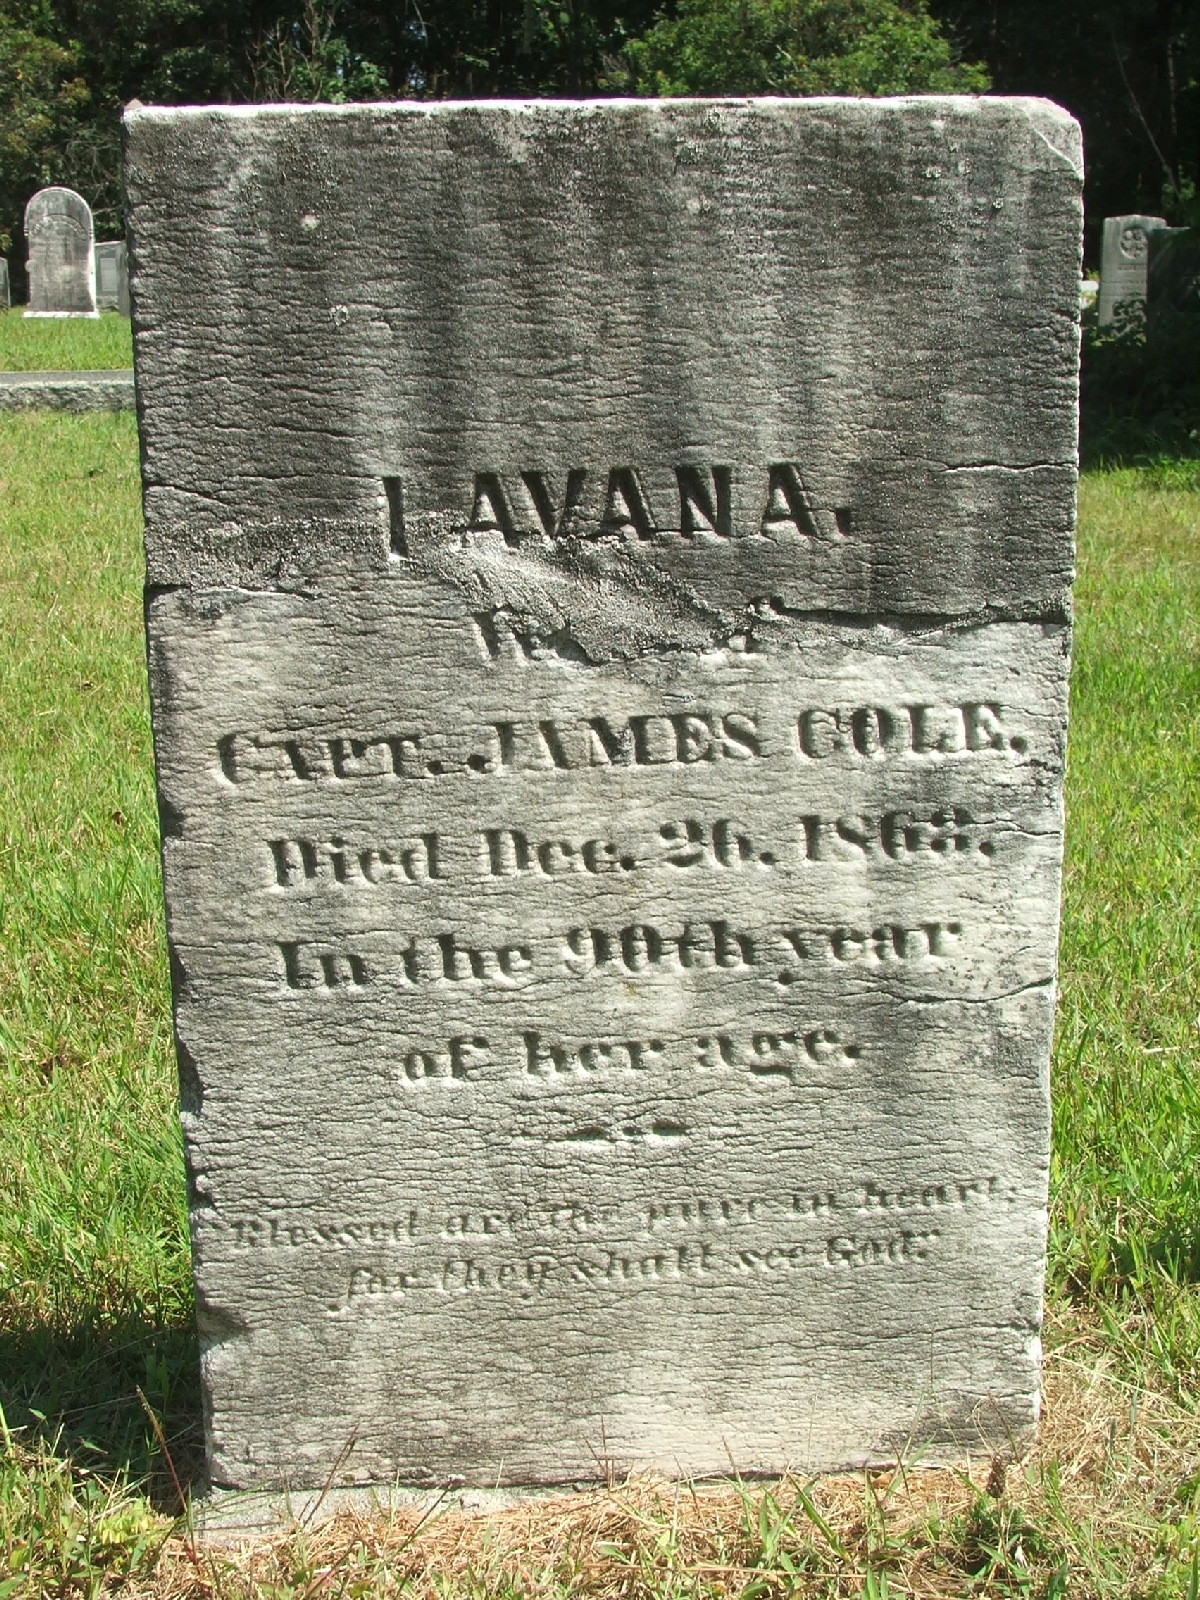 LAVANA.
CAPT. JAMES COLE.
Died Dec. 26, 1863.
In the 90th year
of her age.
Blessed are the pure in heart,
for they shall see God.